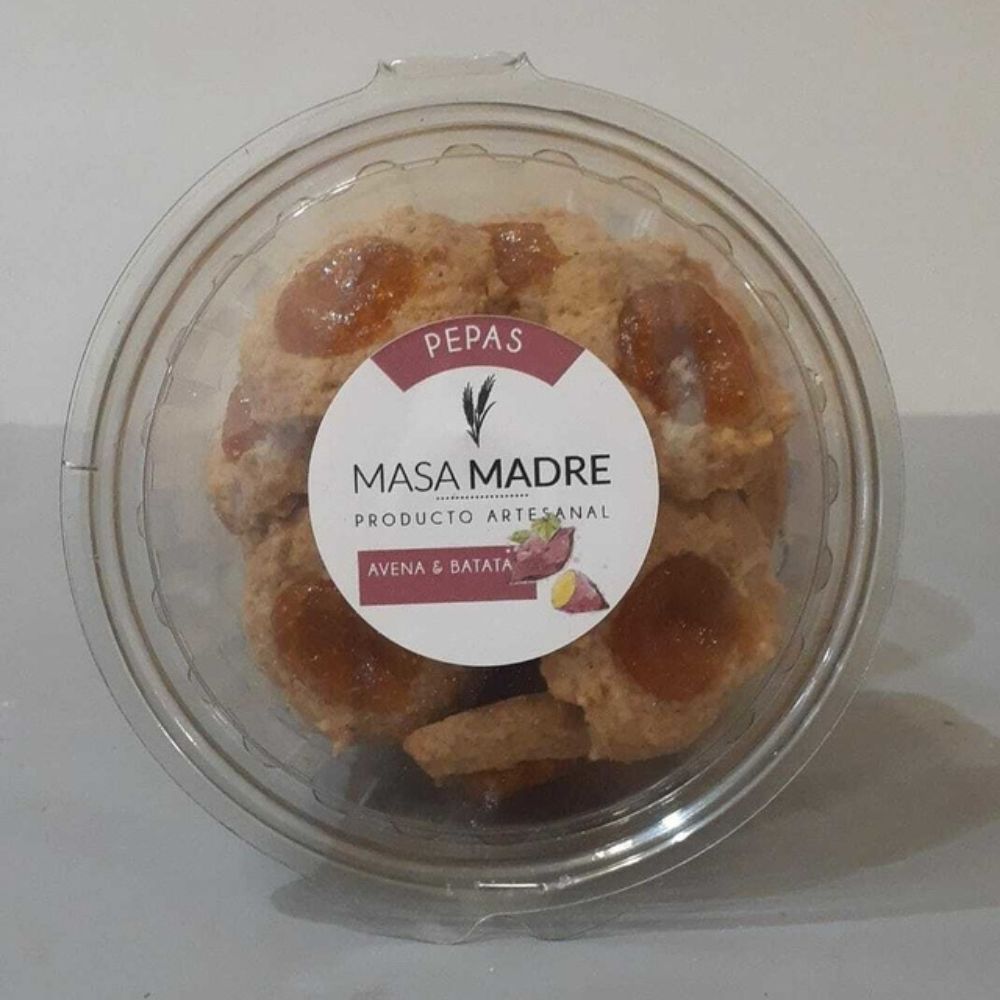 PEPAS
MASA MADRE
PRODUCTO ARTESANAL
AVENA & BATATA